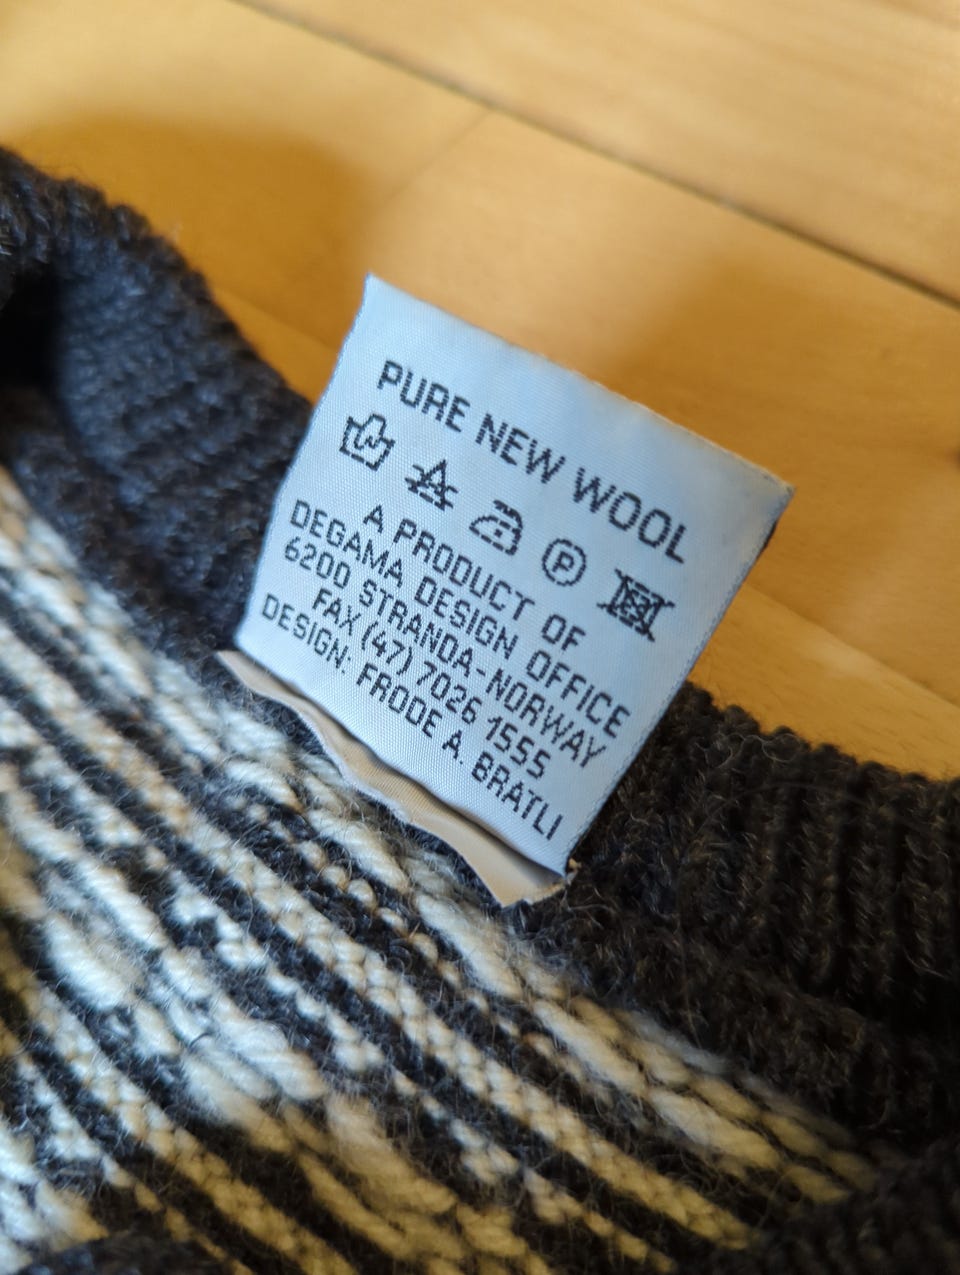 PURE NEW WOOL
P
A PRODUCT OF
DEGAMA DESIGN OFFICE
6200 STRANDA-NORWAY
FAX (47) 7026 1555
DESIGN: FRODE A. BRATLI